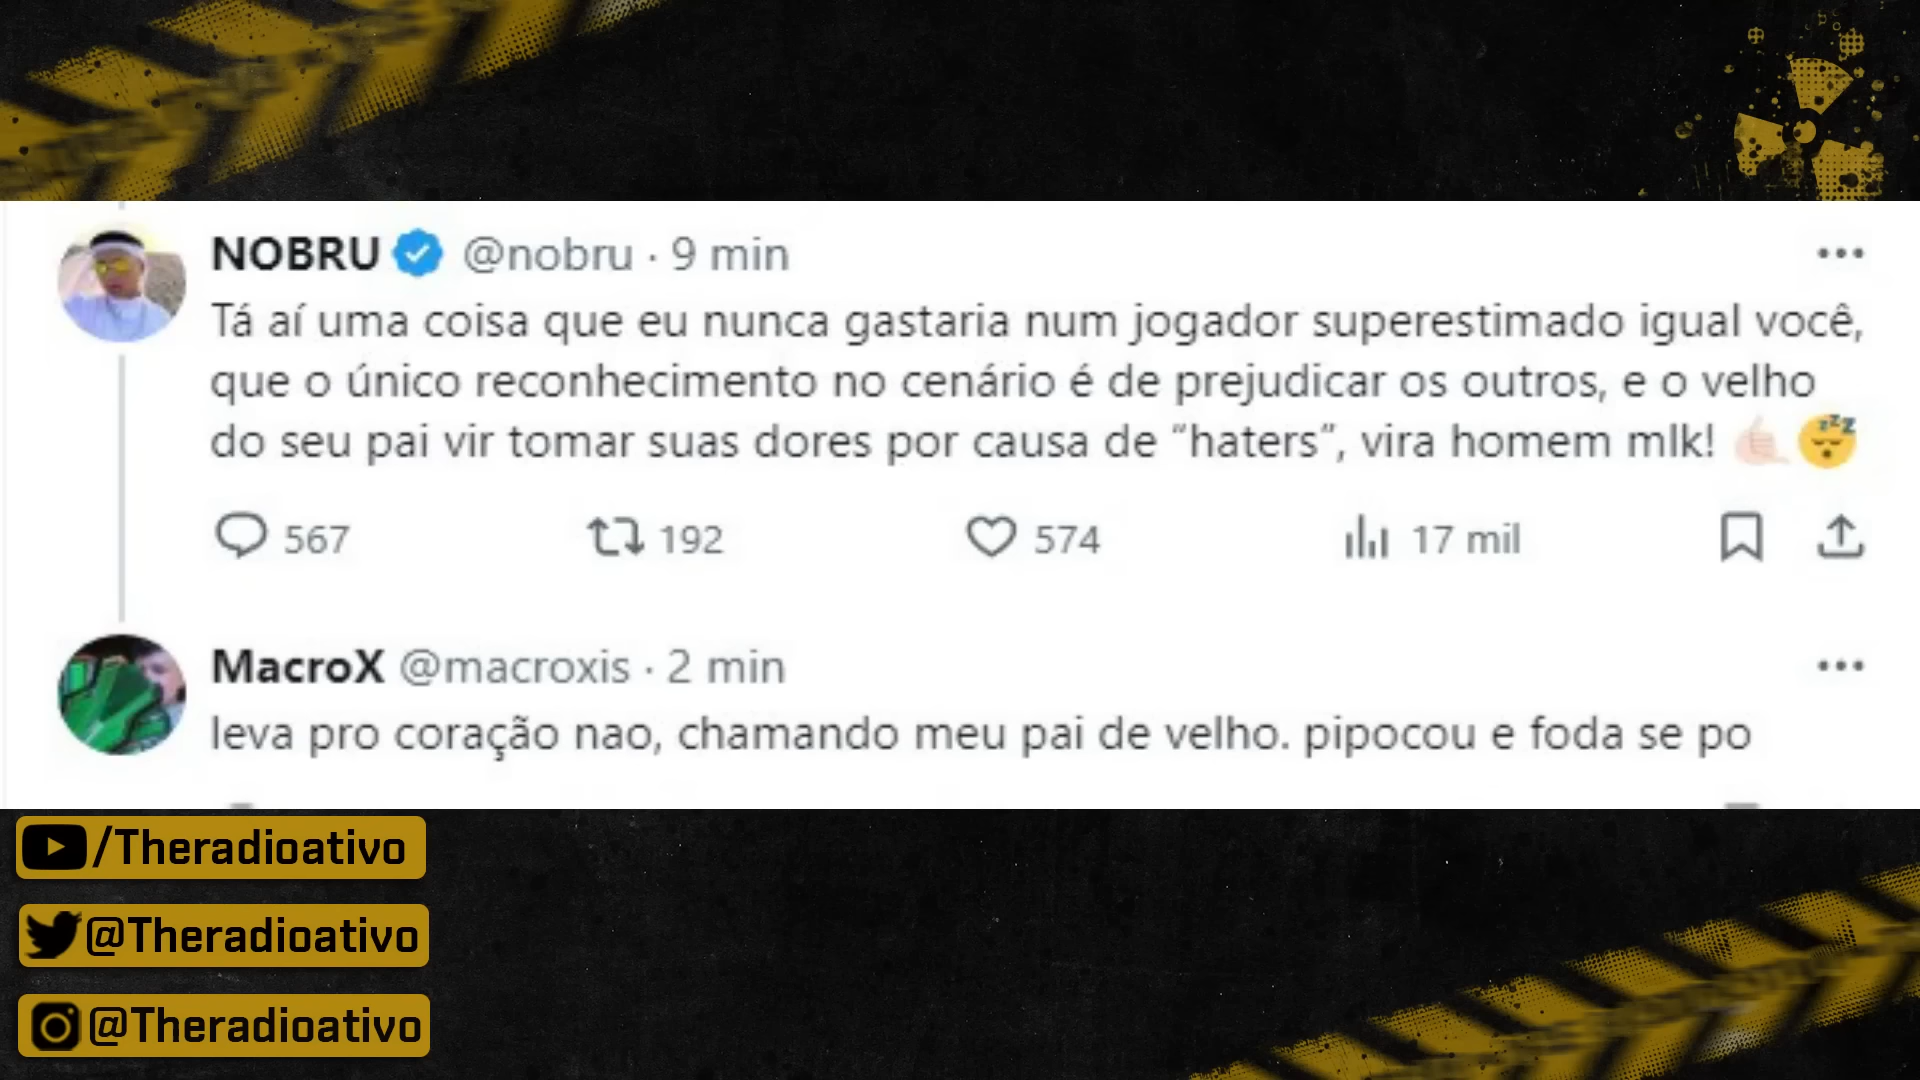 NOBRU @nobru · 9 min
Tá aí uma coisa que eu nunca gastaria num jogador superestimado igual você,
que o único reconhecimento no cenário é de prejudicar os outros, e o velho
do seu pai vir tomar suas dores por causa de “haters”, vira homem mlk! 🤙🏻😴
567 192 574 17 mil
MacroX @macroxis · 2 min
leva pro coração nao, chamando meu pai de velho. pipocou e foda se po
/Theradioativo
@Theradioativo
@Theradioativo